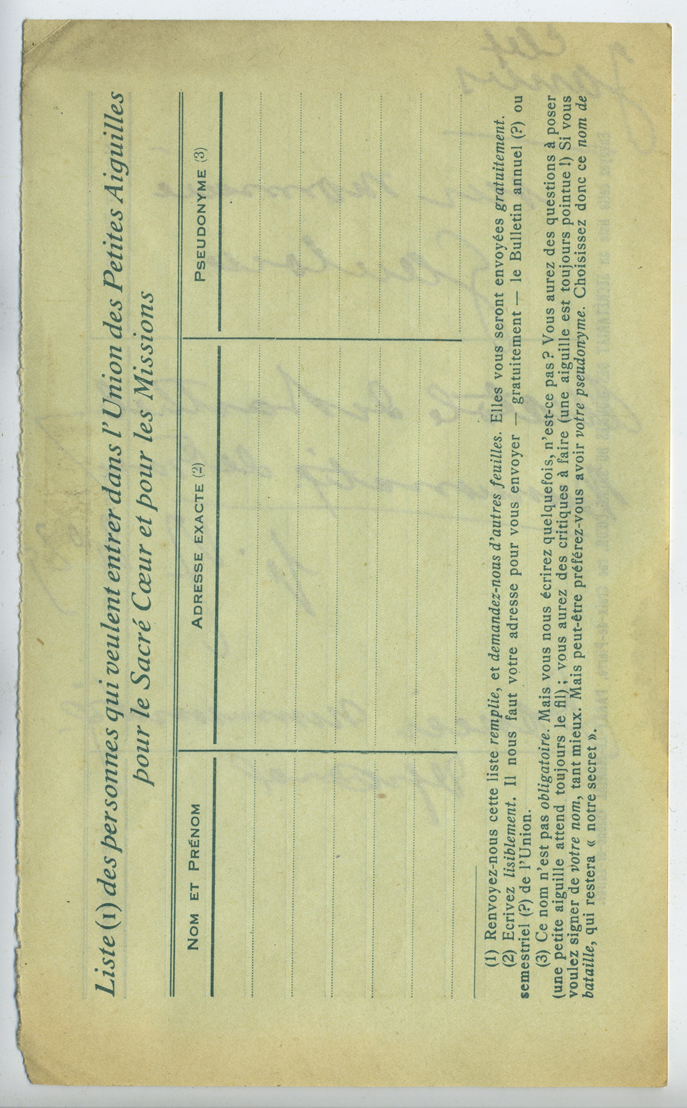 Liste (1) des personnes qui veulent entrer dans l'Union des Petites Aiguilles
pour le Sacré Cœur et pour les Missions
NOM ET PRÉNOM ADRESSE EXACTE (2) PSEUDONYME (3)
(1) Renvoyez-nous cette liste remplie, et demandez-nous d'autres feuilles. Elles vous seront envoyées gratuitement.
(2) Ecrivez lisiblement. Il nous faut votre adresse pour vous envoyer — gratuitement — le Bulletin annuel (?) ou
semestriel (?) de l'Union.
(3) Ce nom n'est pas obligatoire. Mais vous nous écrirez quelquefois, n'est-ce pas ? Vous aurez des questions à poser
(une petite aiguille attend toujours le fil) ; vous aurez des critiques à faire (une aiguille est toujours pointue !) Si vous
voulez signer de votre nom, tant mieux. Mais peut-être préférez-vous avoir votre pseudonyme. Choisissez donc ce nom de
bataille, qui restera « notre secret ».